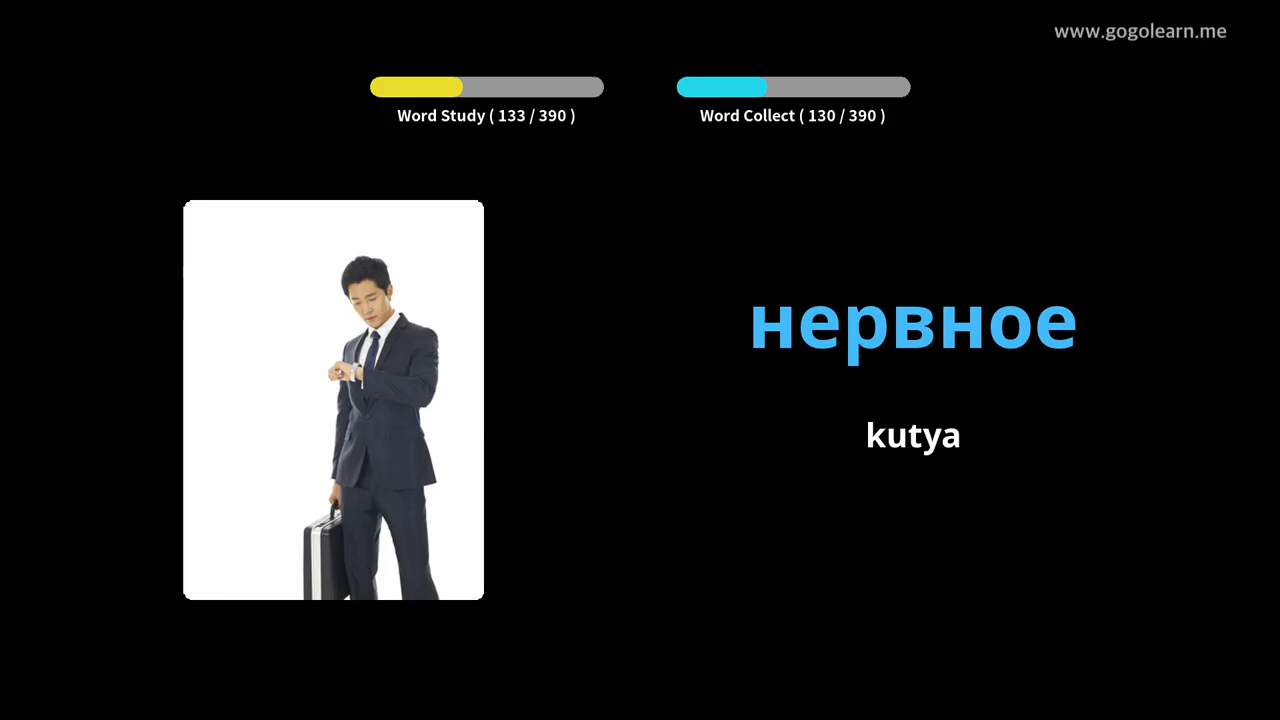 www.gogolearn.me
Word Study ( 133 / 390 )
Word Collect ( 130 / 390 )
нервное
kutya